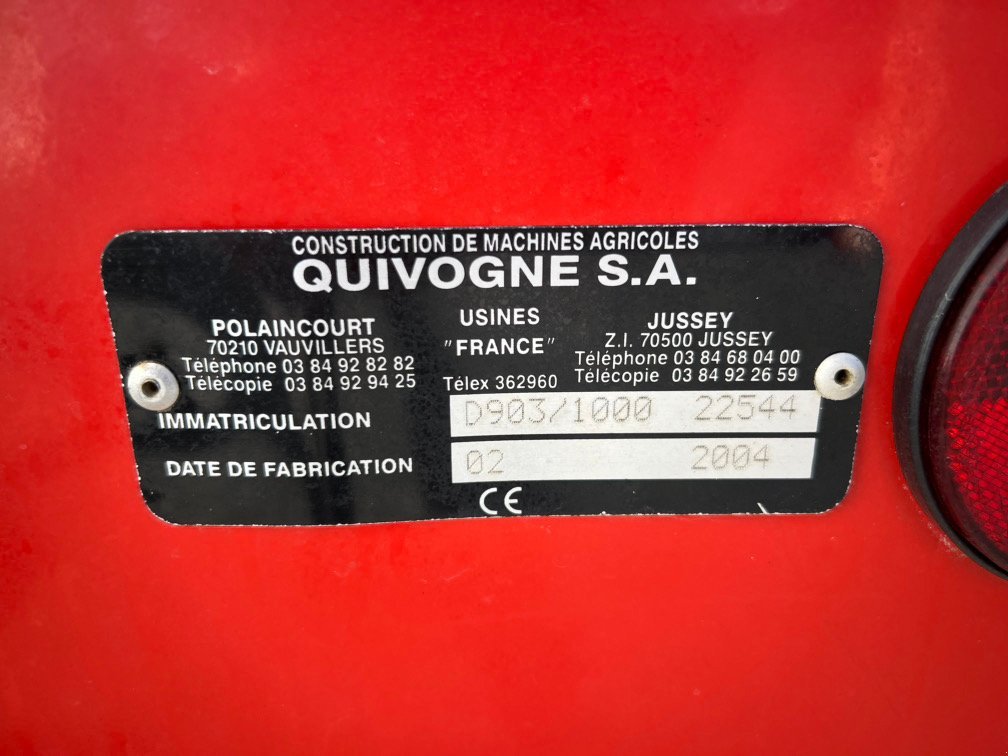 CONSTRUCTION DE MACHINES AGRICOLES
QUIVOGNE S.A.
POLAINCOURT
70210 VAUVILLERS
Téléphone 03 84 92 82 82
Télécopie 03 84 92 94 25
USINES
"FRANCE"
Télex 362960
JUSSEY
Z.I. 70500 JUSSEY
Téléphone 03 84 68 04 00
Télécopie 03 84 92 26 59
IMMATRICULATION D903/1000 22544
DATE DE FABRICATION 02 2004
CE